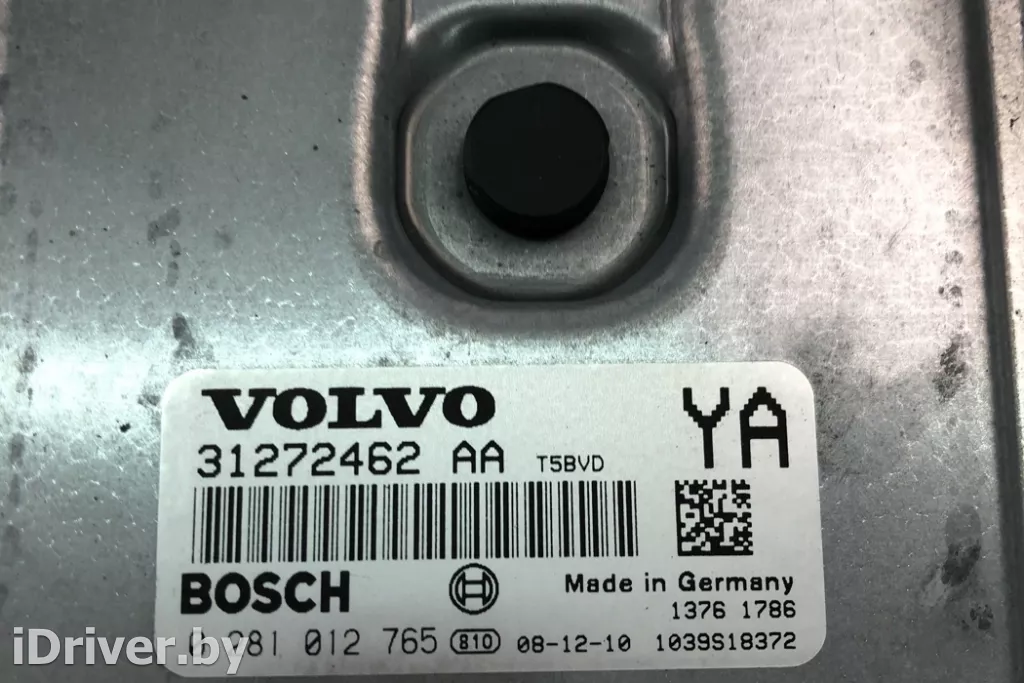 VOLVO
YA
31272462 AA T5BVD
BOSCH
Made in Germany
1376 1786
0 281 012 765 810 08-12-10 1039S18372
iDriver.by